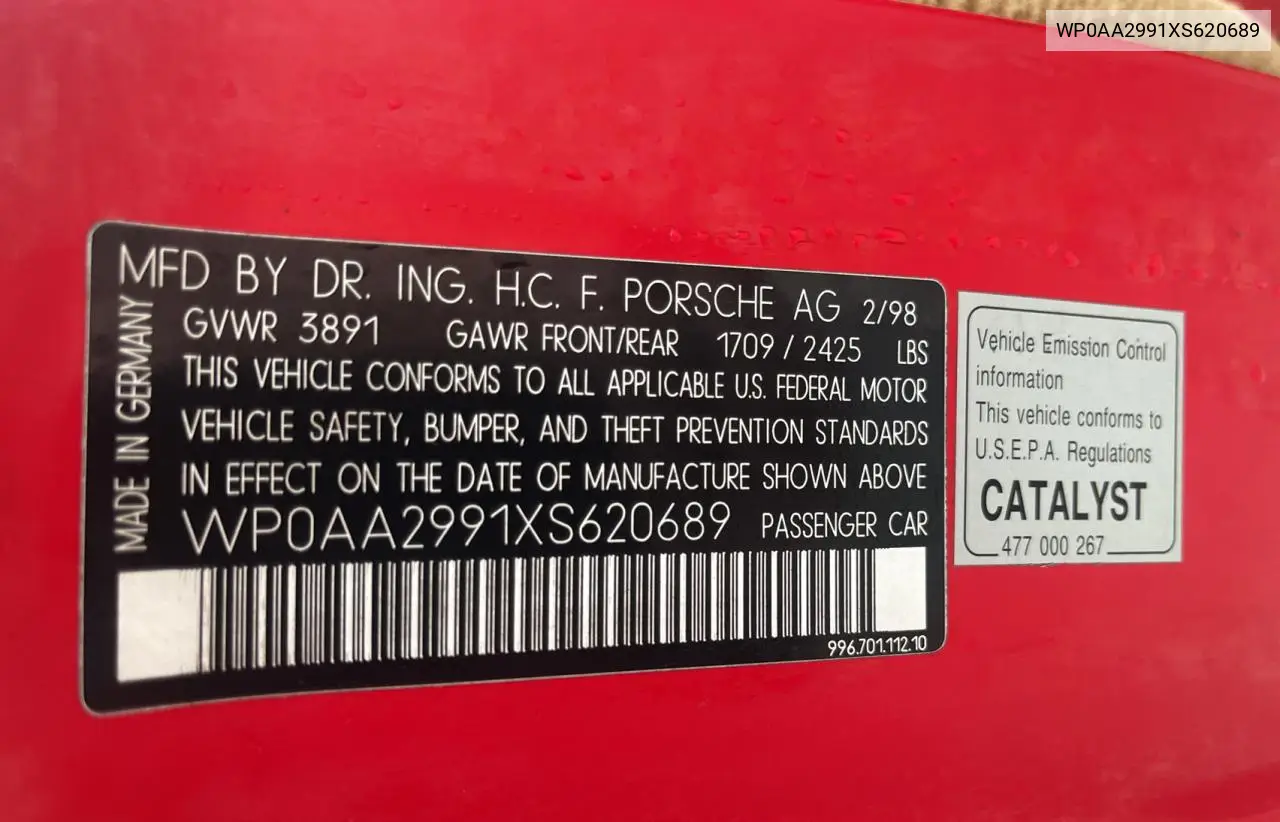 WP0AA2991XS620689
MFD BY DR. ING. H.C. F. PORSCHE AG 2/98
GVWR 3891 GAWR FRONT/REAR 1709 / 2425 LBS
THIS VEHICLE CONFORMS TO ALL APPLICABLE U.S. FEDERAL MOTOR
VEHICLE SAFETY, BUMPER, AND THEFT PREVENTION STANDARDS
IN EFFECT ON THE DATE OF MANUFACTURE SHOWN ABOVE
WP0AA2991XS620689 PASSENGER CAR
996.701.112.10
MADE IN GERMANY
Vehicle Emission Control
information
This vehicle conforms to
U.S.E.P.A. Regulations
CATALYST
477 000 267